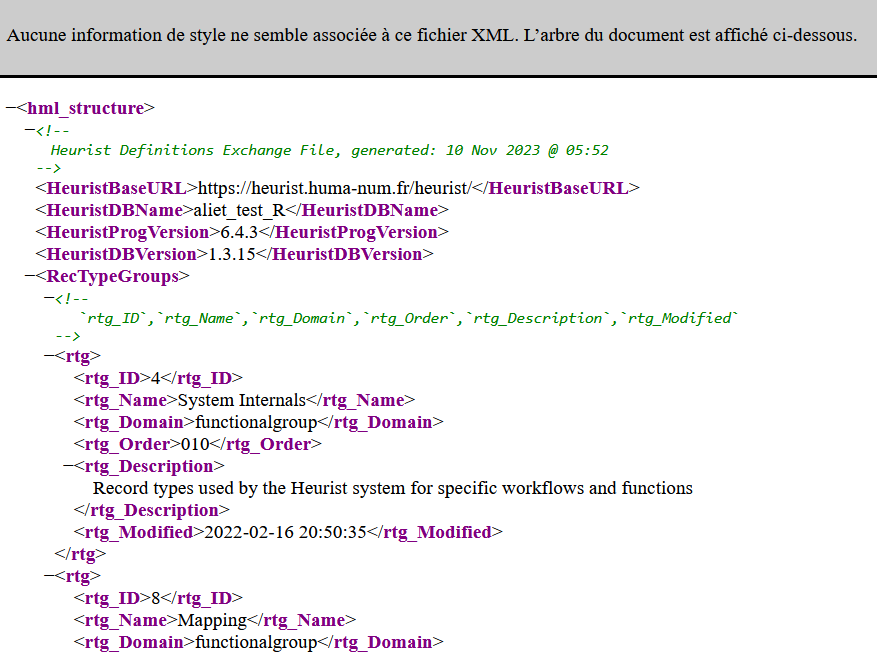 Aucune information de style ne semble associée à ce fichier XML. L’arbre du document est affiché ci-dessous.
−<hml_structure>
−<!--
Heurist Definitions Exchange File, generated: 10 Nov 2023 @ 05:52
-->
<HeuristBaseURL>https://heurist.huma-num.fr/heurist/</HeuristBaseURL>
<HeuristDBName>aliet_test_R</HeuristDBName>
<HeuristProgVersion>6.4.3</HeuristProgVersion>
<HeuristDBVersion>1.3.15</HeuristDBVersion>
−<RecTypeGroups>
−<!--
`rtg_ID`,`rtg_Name`,`rtg_Domain`,`rtg_Order`,`rtg_Description`,`rtg_Modified`
-->
−<rtg>
<rtg_ID>4</rtg_ID>
<rtg_Name>System Internals</rtg_Name>
<rtg_Domain>functionalgroup</rtg_Domain>
<rtg_Order>010</rtg_Order>
−<rtg_Description>
Record types used by the Heurist system for specific workflows and functions
</rtg_Description>
<rtg_Modified>2022-02-16 20:50:35</rtg_Modified>
</rtg>
−<rtg>
<rtg_ID>8</rtg_ID>
<rtg_Name>Mapping</rtg_Name>
<rtg_Domain>functionalgroup</rtg_Domain>